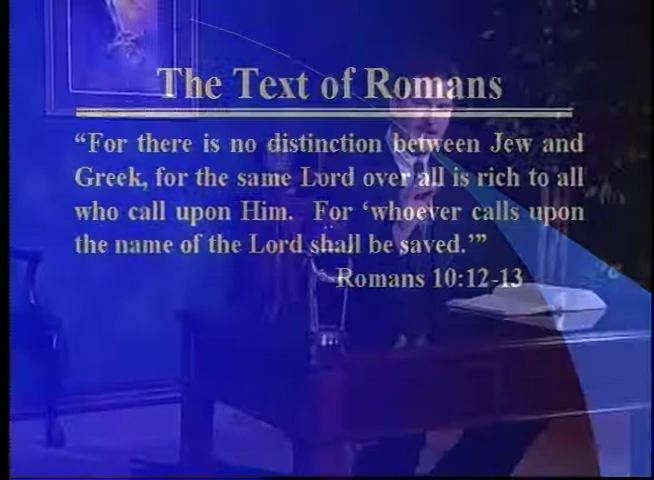 The Text of Romans
“For there is no distinction between Jew and
Greek, for the same Lord over all is rich to all
who call upon Him. For ‘whoever calls upon
the name of the Lord shall be saved.’”
Romans 10:12-13